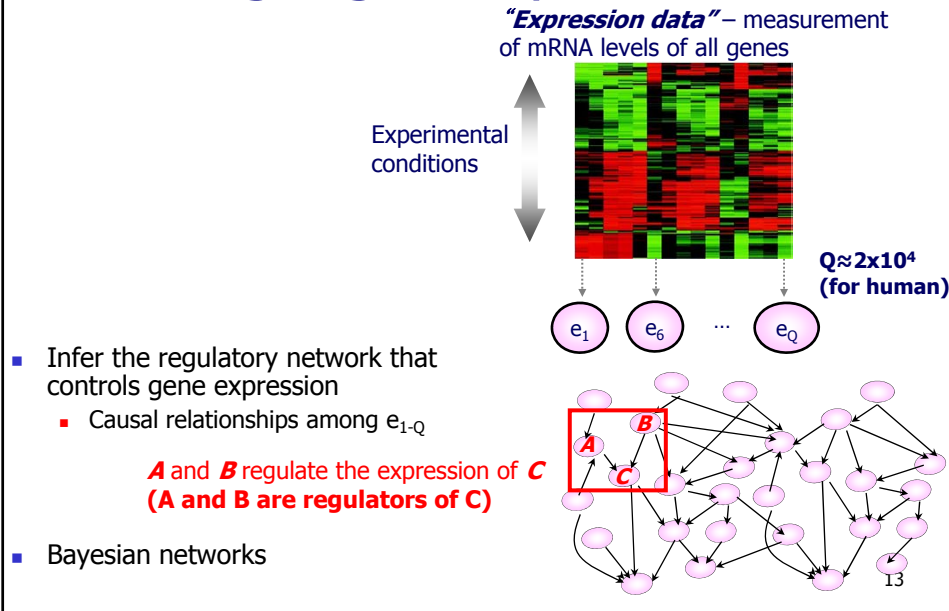 “Expression data” – measurement
of mRNA levels of all genes
Experimental
conditions
Q≈2x10⁴
(for human)
e₁ e₆ ... e_Q
▪ Infer the regulatory network that
controls gene expression
▪ Causal relationships among e₁₋Q
A and B regulate the expression of C
(A and B are regulators of C)
▪ Bayesian networks
B
A
C
13